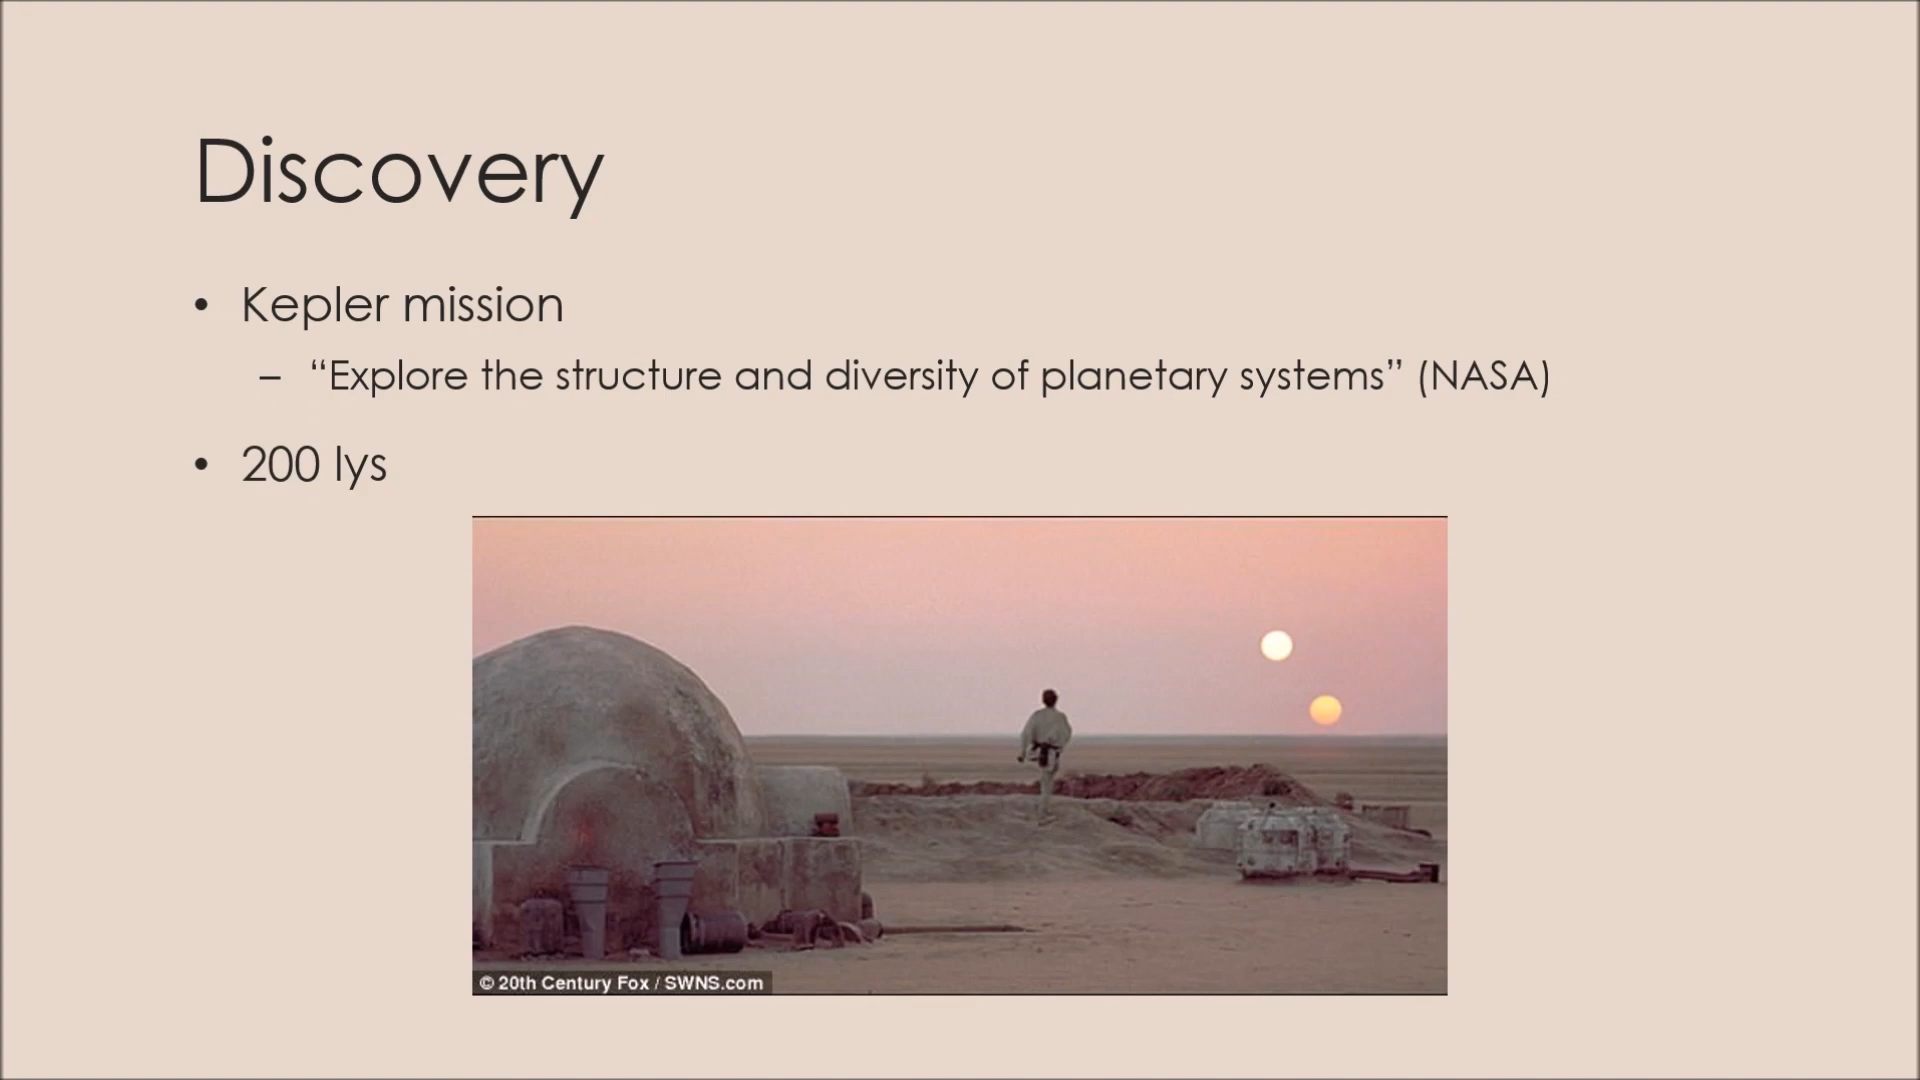 Discovery
• Kepler mission
– “Explore the structure and diversity of planetary systems” (NASA)
• 200 lys
© 20th Century Fox / SWNS.com